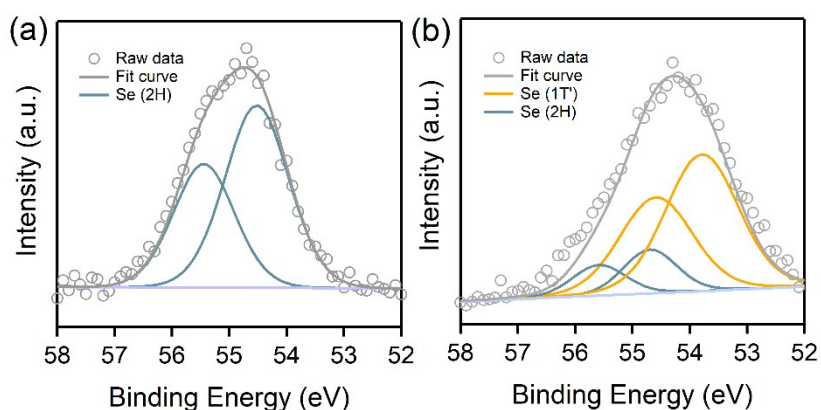 (a)
Raw data
Fit curve
Se (2H)
Intensity (a.u.)
58 57 56 55 54 53 52
Binding Energy (eV)
(b)
Raw data
Fit curve
Se (1T')
Se (2H)
Intensity (a.u.)
58 57 56 55 54 53 52
Binding Energy (eV)